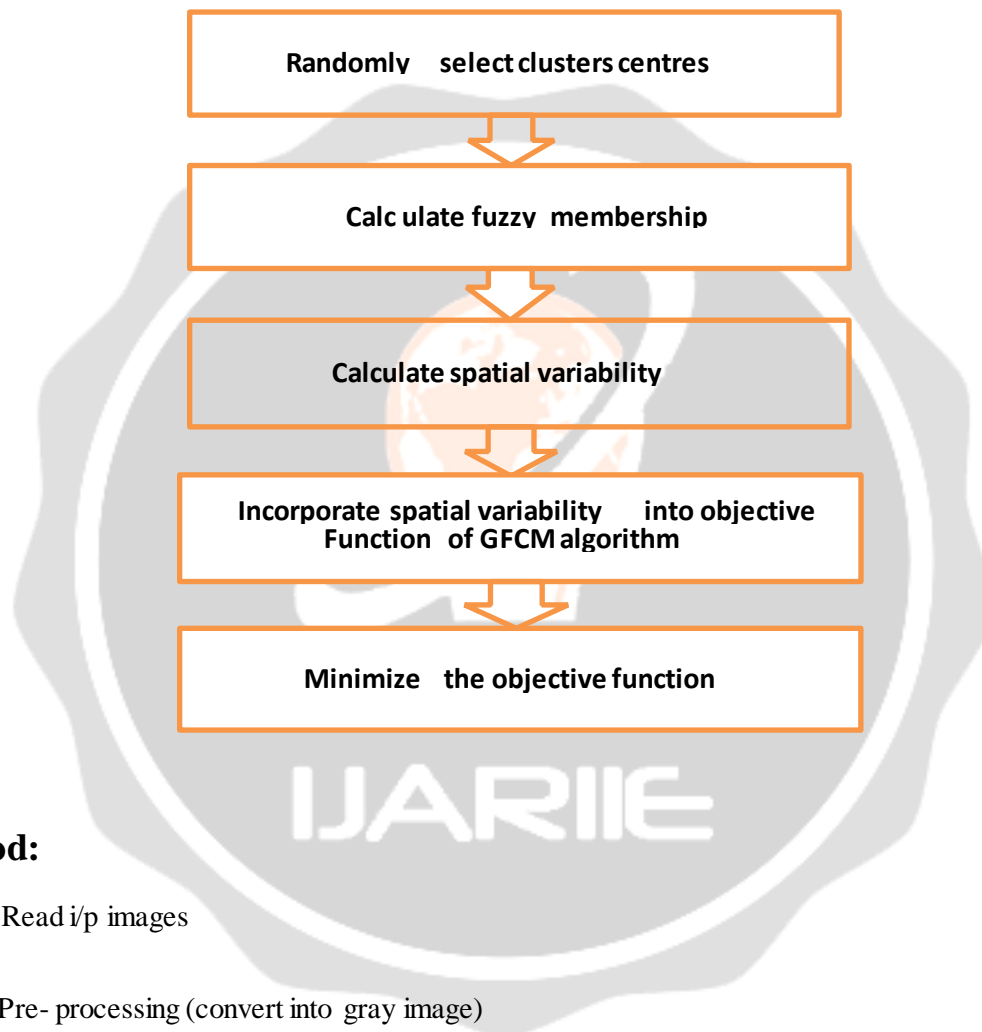 Randomly select clusters centres
Calc ulate fuzzy membership
Calculate spatial variability
Incorporate spatial variability into objective
Function of GFCM algorithm
Minimize the objective function
IJARIIE
od:
Read i/p images
Pre- processing (convert into gray image)